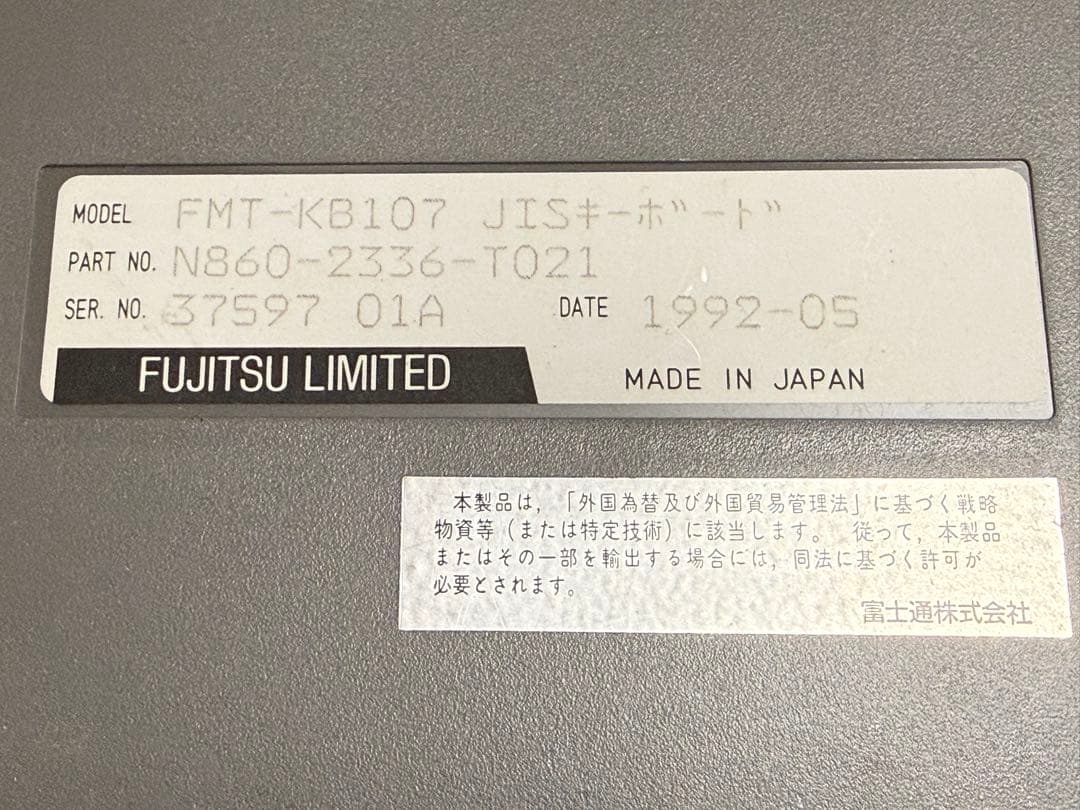 MODEL FMT-KB107 JISキーボード
PART NO. N860-2336-T021
SER. NO. 37597 01A DATE 1992-05
FUJITSU LIMITED MADE IN JAPAN
本製品は,「外国為替及び外国貿易管理法」に基づく戦略
物資等(または特定技術)に該当します。 従って,本製品
またはその一部を輸出する場合には,同法に基づく許可が
必要とされます。
富士通株式会社